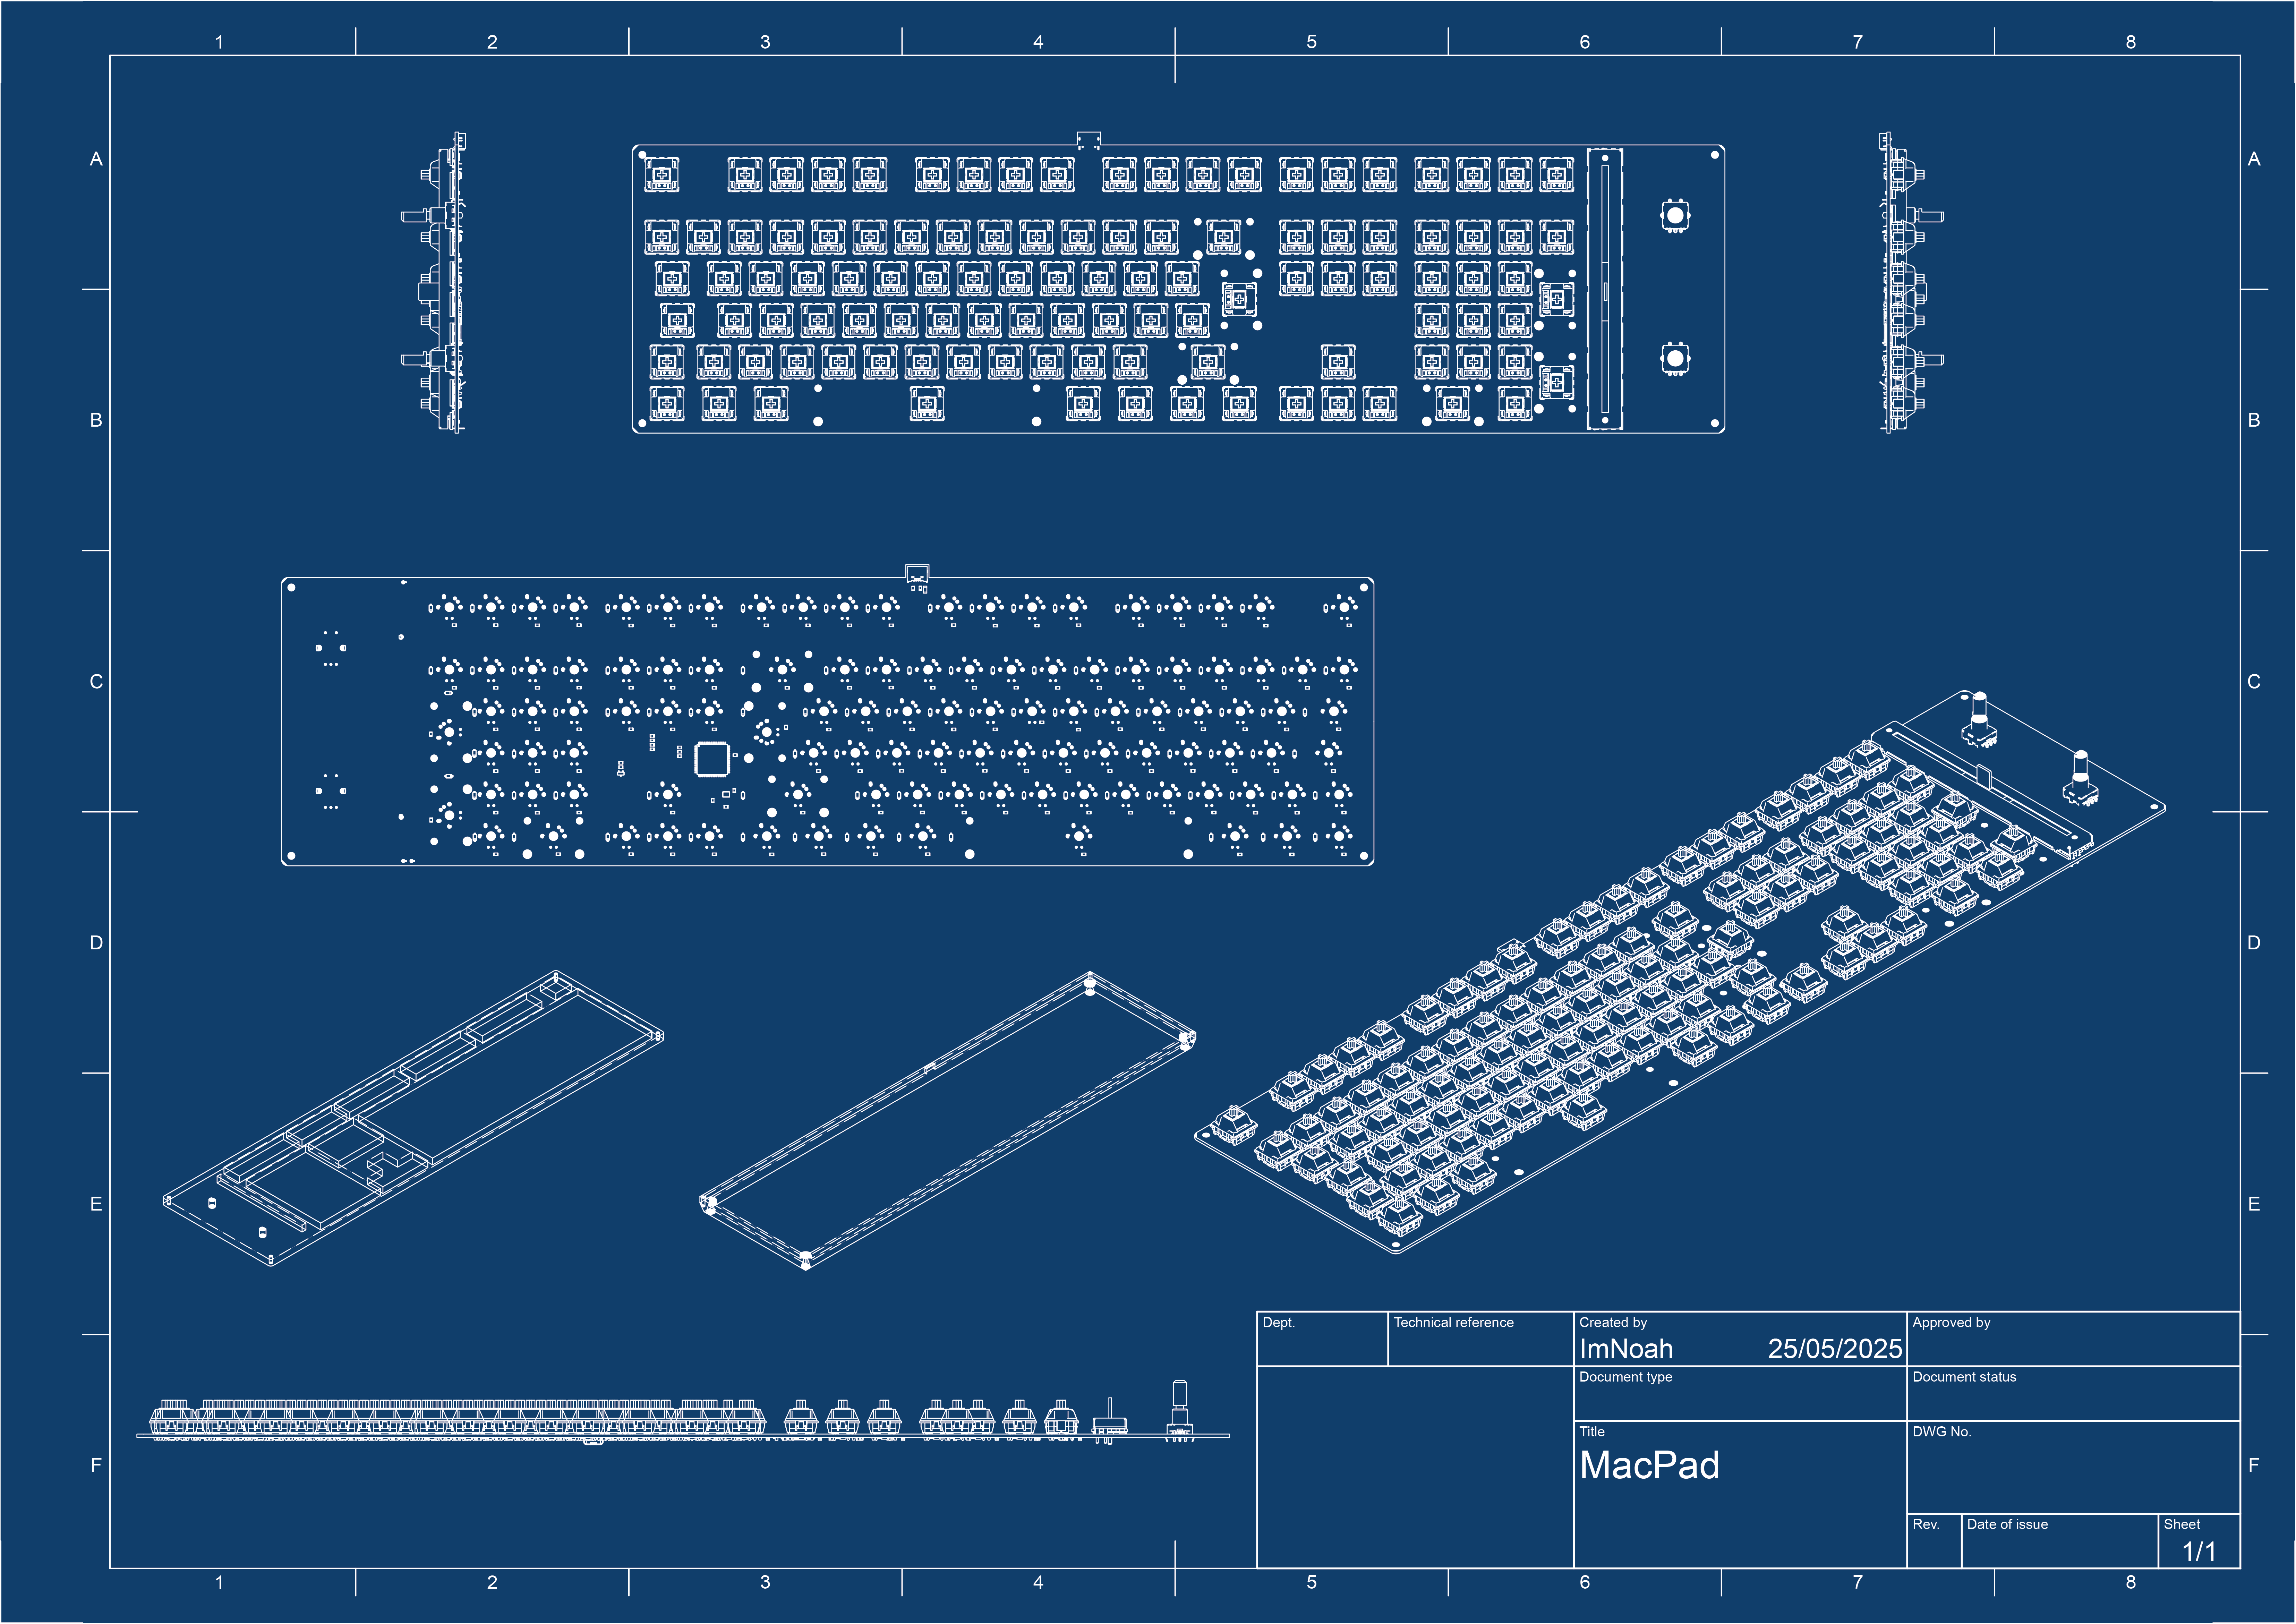 1 2 3 4 5 6 7 8
A A
B B
C C
D D
E E
F F
Dept.
Technical reference
Created by
ImNoah 25/05/2025
Approved by
Document type
Document status
Title
MacPad
DWG No.
Rev.
Date of issue
Sheet
1/1
1 2 3 4 5 6 7 8